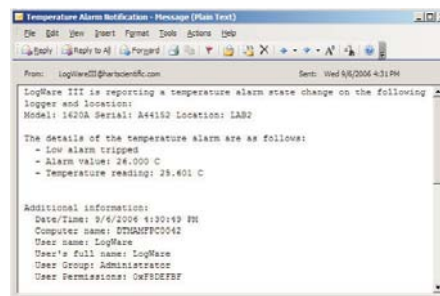 Temperature Alarm Notification - Message (Plain Text)
File Edit View Insert Format Tools Actions Help
Reply Reply to All Forward
From: LogWareIII@hartscientific.com Sent: Wed 9/6/2006 4:31 PM
LogWare III is reporting a temperature alarm state change on the following
logger and location:
Model: 1620A Serial: A44152 Location: LAB2
The details of the temperature alarm are as follows:
- Low alarm tripped
- Alarm value: 26.000 C
- Temperature reading: 25.601 C
Additional information:
Date/Time: 9/6/2006 4:30:49 PM
Computer name:
User name: LogWare
User's full name: LogWare
User Group: Administrator
User Permissions: 0xF8DEFBF